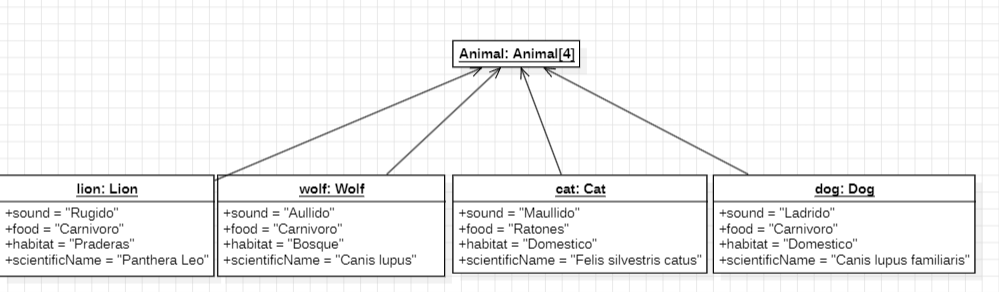 Animal: Animal[4]
lion: Lion
+sound = "Rugido"
+food = "Carnivoro"
+habitat = "Praderas"
+scientificName = "Panthera Leo"
wolf: Wolf
+sound = "Aullido"
+food = "Carnivoro"
+habitat = "Bosque"
+scientificName = "Canis lupus"
cat: Cat
+sound = "Maullido"
+food = "Ratones"
+habitat = "Domestico"
+scientificName = "Felis silvestris catus"
dog: Dog
+sound = "Ladrido"
+food = "Carnivoro"
+habitat = "Domestico"
+scientificName = "Canis lupus familiaris"